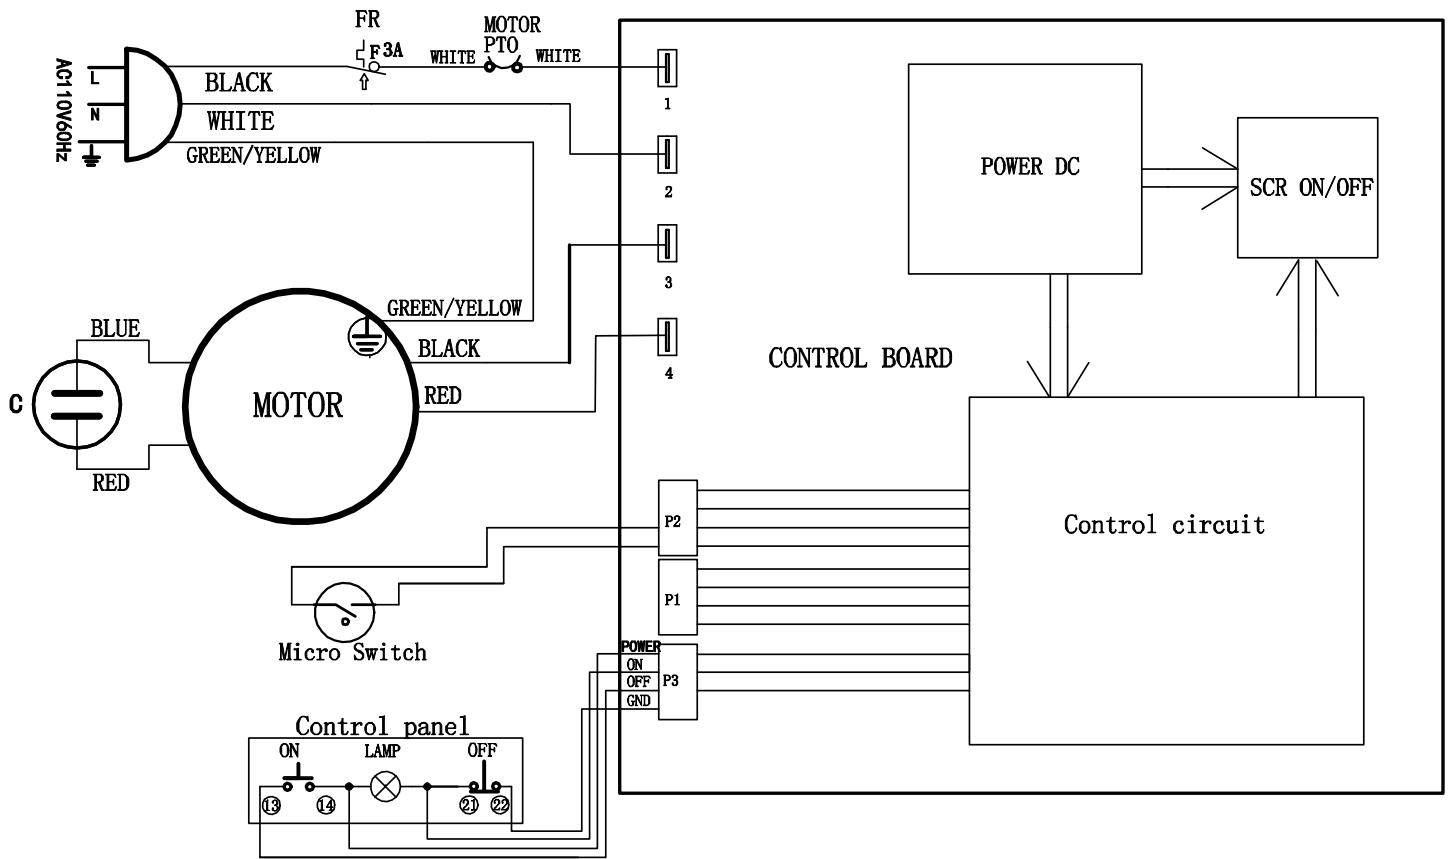 FR
F 3A
MOTOR
PTO
WHITE
WHITE
AC110V60Hz
L
N
BLACK
WHITE
GREEN/YELLOW
1
2
3
4
POWER DC
SCR ON/OFF
CONTROL BOARD
GREEN/YELLOW
BLACK
RED
BLUE
C
MOTOR
RED
Control circuit
P2
P1
P3
Micro Switch
POWER
ON
OFF
GND
Control panel
ON
LAMP
OFF
13
14
21
22